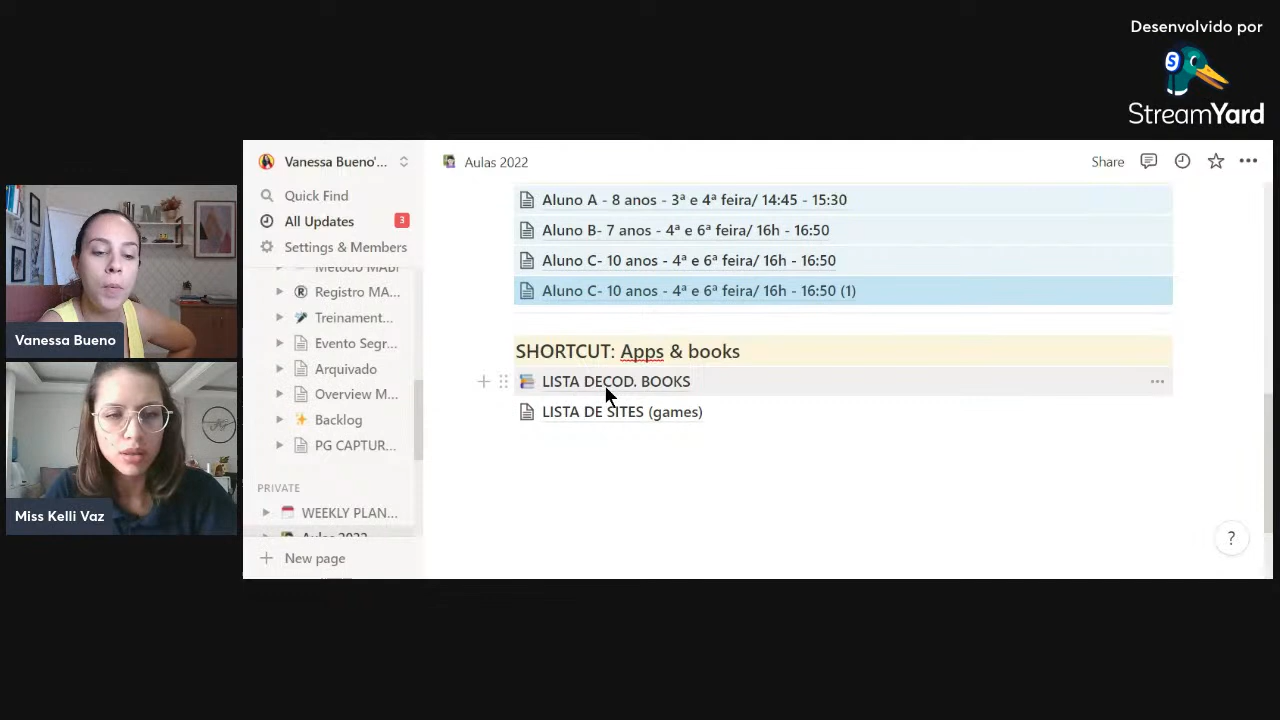 Desenvolvido por
StreamYard
Vanessa Bueno'...
Aulas 2022
Share
Quick Find
All Updates
3
Settings & Members
Método MABI
Registro MA...
Treinament...
Evento Segr...
Arquivado
Overview M...
Backlog
PG CAPTUR...
PRIVATE
WEEKLY PLAN...
Aulas 2022
New page
Aluno A - 8 anos - 3ª e 4ª feira/ 14:45 - 15:30
Aluno B- 7 anos - 4ª e 6ª feira/ 16h - 16:50
Aluno C- 10 anos - 4ª e 6ª feira/ 16h - 16:50
Aluno C- 10 anos - 4ª e 6ª feira/ 16h - 16:50 (1)
SHORTCUT: Apps & books
LISTA DECOD. BOOKS
LISTA DE SITES (games)
?
Vanessa Bueno
Miss Kelli Vaz